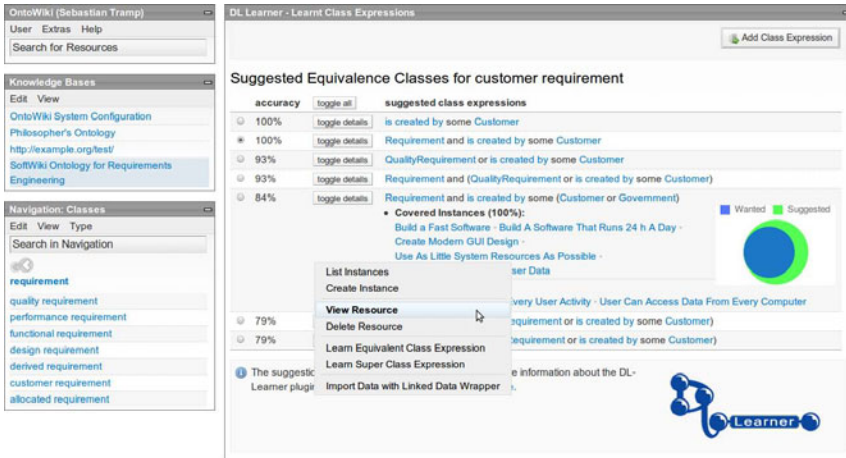 OntoWiki (Sebastian Tramp)
User Extras Help
Search for Resources
Knowledge Bases
Edit View
OntoWiki System Configuration
Philosopher's Ontology
http://example.org/test/
SoftWiki Ontology for Requirements
Engineering
Navigation: Classes
Edit View Type
Search in Navigation
requirement
quality requirement
performance requirement
functional requirement
design requirement
derived requirement
customer requirement
allocated requirement
DL Learner - Learnt Class Expressions
Add Class Expression
Suggested Equivalence Classes for customer requirement
accuracy toggle all suggested class expressions
100% toggle details is created by some Customer
100% toggle details Requirement and is created by some Customer
93% toggle details QualityRequirement or is created by some Customer
93% toggle details Requirement and (QualityRequirement or is created by some Customer)
84% toggle details Requirement and is created by some (Customer or Government)
• Covered Instances (100%):
Build a Fast Software · Build A Software That Runs 24 h A Day ·
Create Modern GUI Design ·
Use As Little System Resources As Possible ·
ser Data
very User Activity · User Can Access Data From Every Computer
Wanted Suggested
79% equirement or is created by some Customer)
79% equirement or is created by some Customer)
List Instances
Create Instance
View Resource
Delete Resource
Learn Equivalent Class Expression
Learn Super Class Expression
Import Data with Linked Data Wrapper
The suggestic e information about the DL-
Learner plugi
Learner